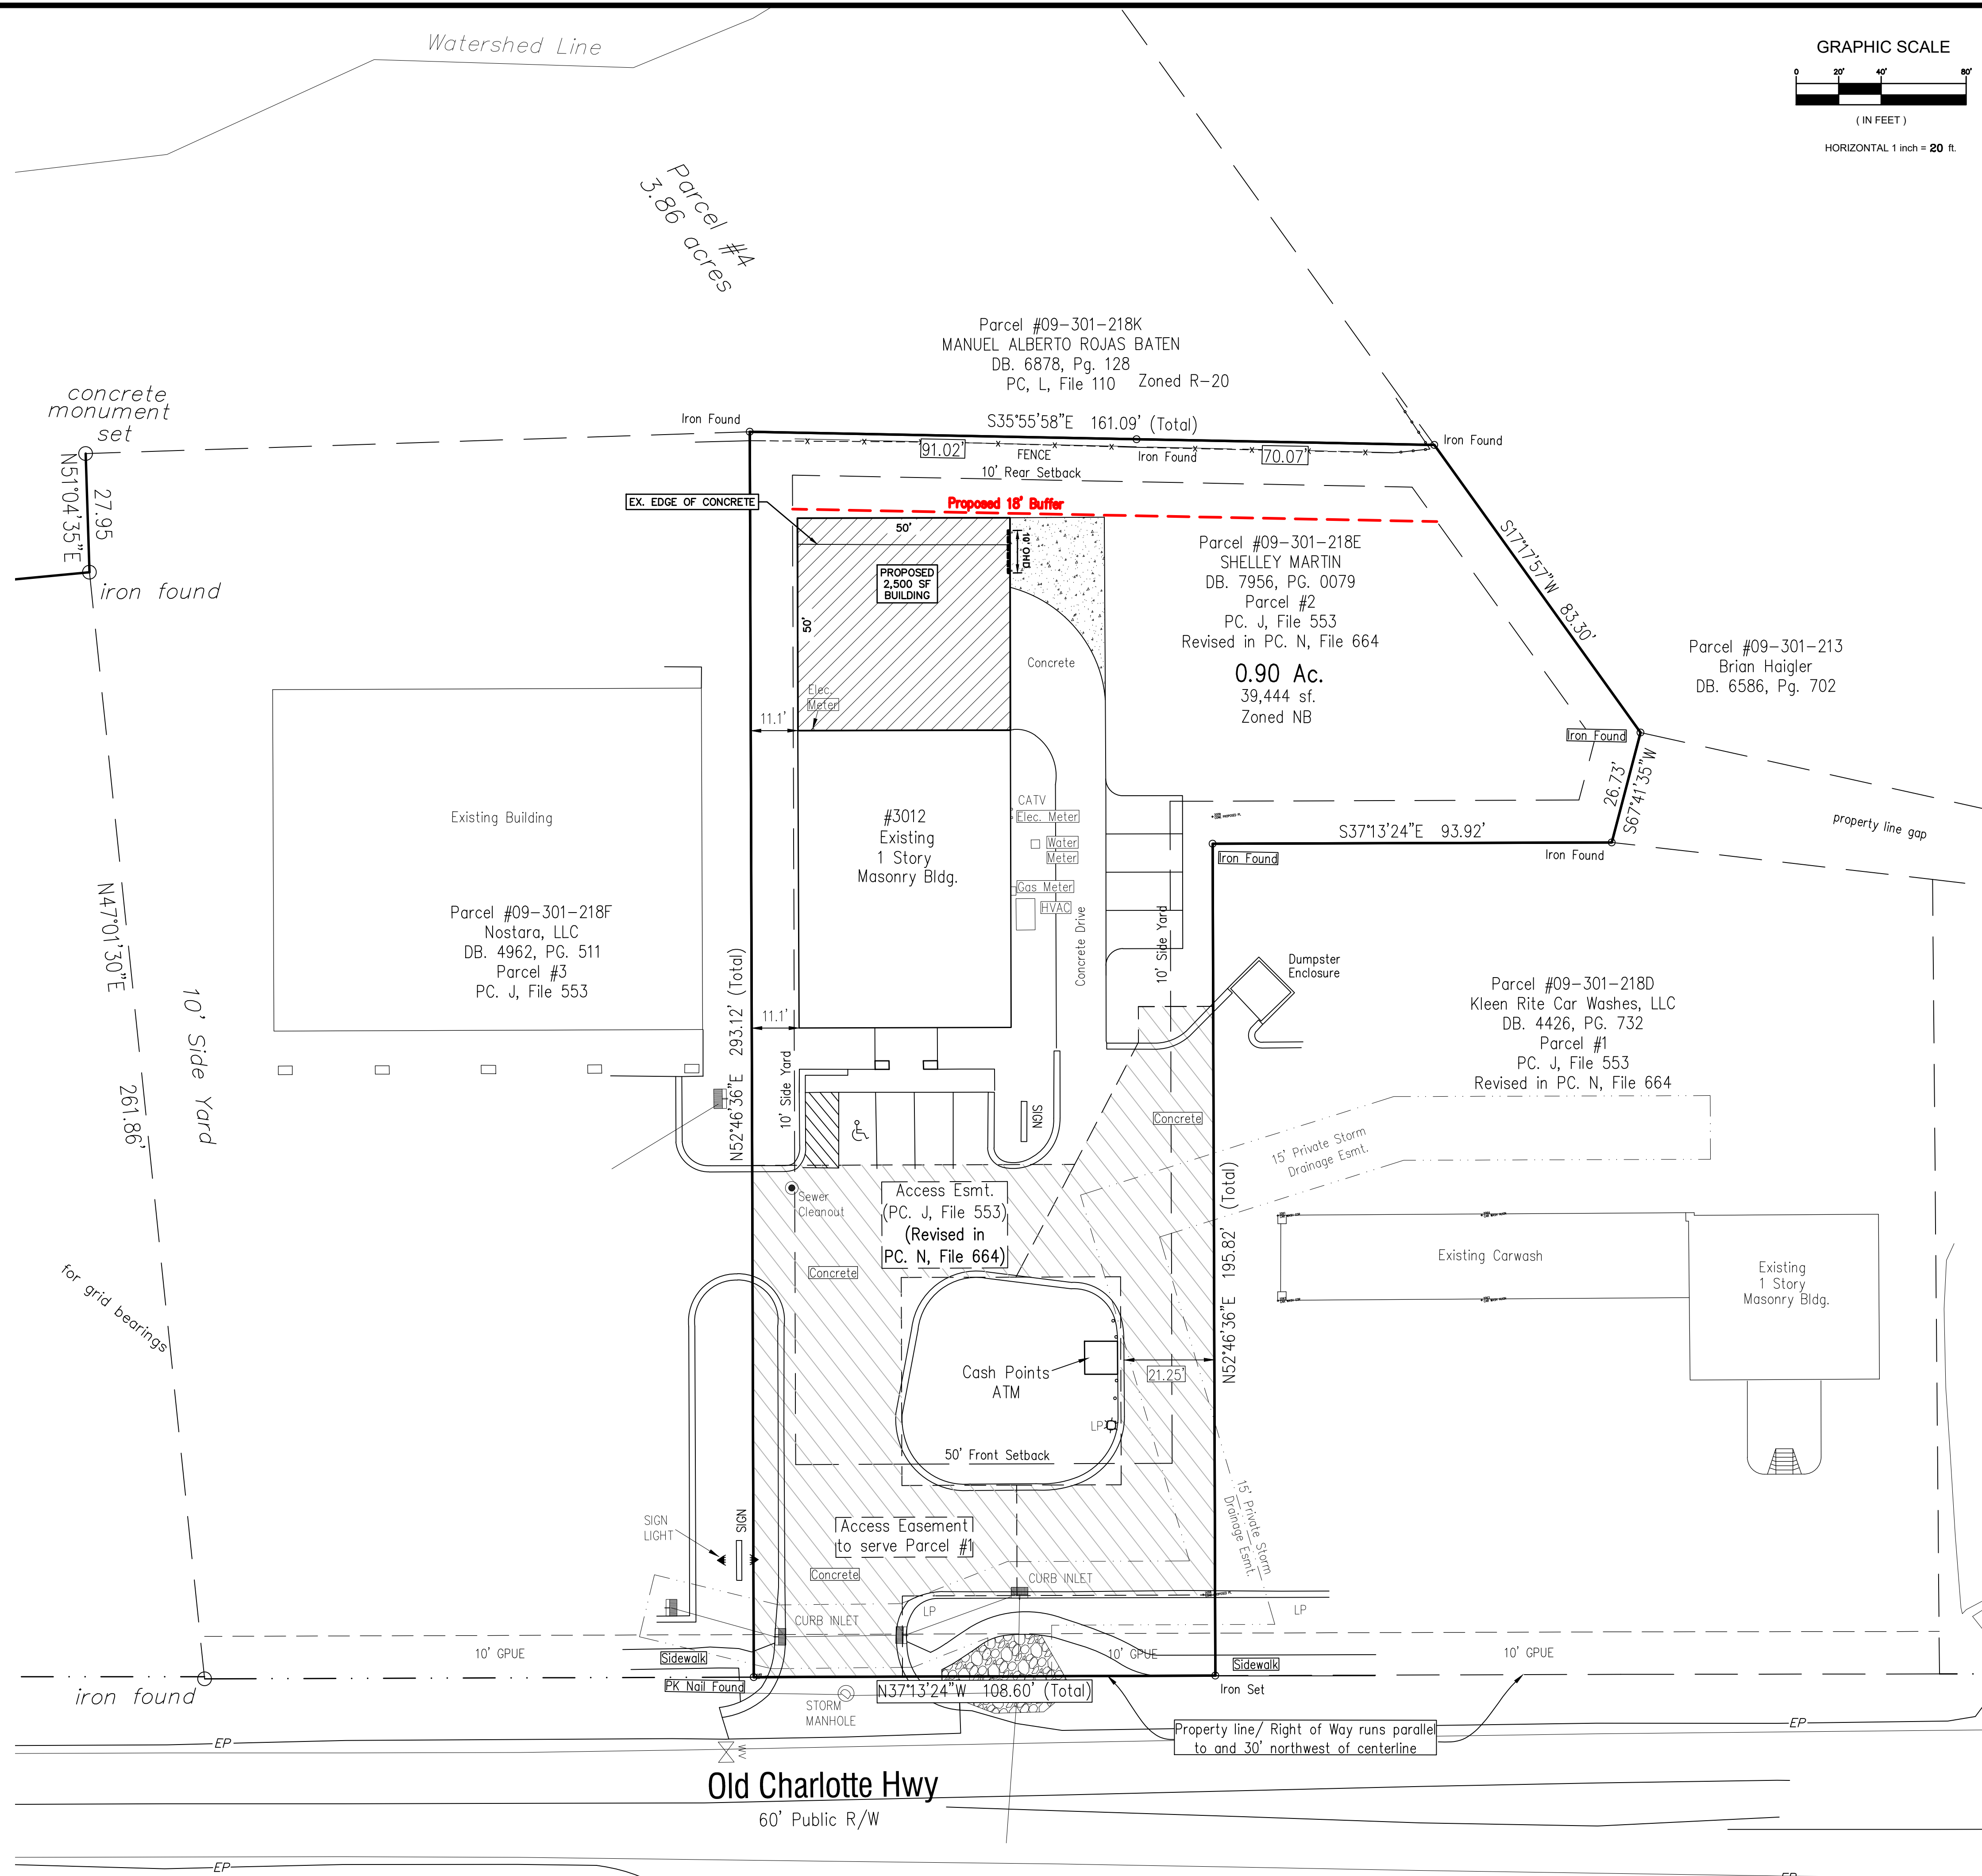 GRAPHIC SCALE
0 20' 40' 80'
( IN FEET )
HORIZONTAL 1 inch = 20 ft.
Watershed Line
Parcel #4
3.86 acres
Parcel #09-301-218K
MANUEL ALBERTO ROJAS BATEN
DB. 6878, Pg. 128
PC, L, File 110 Zoned R-20
concrete
monument
set
N51°04'35"E
27.95
iron found
Iron Found
S35°55'58"E 161.09' (Total)
Iron Found
91.02'
FENCE
Iron Found
70.07'
10' Rear Setback
EX. EDGE OF CONCRETE
Proposed 18' Buffer
50'
10' OHD
PROPOSED
2,500 SF
BUILDING
50'
Parcel #09-301-218E
SHELLEY MARTIN
DB. 7956, PG. 0079
Parcel #2
PC. J, File 553
Revised in PC. N, File 664
0.90 Ac.
39,444 sf.
Zoned NB
S17°17'57"W 83.30'
Concrete
Elec.
Meter
11.1'
Parcel #09-301-213
Brian Haigler
DB. 6586, Pg. 702
Iron Found
26.73'
S67°41'35"W
property line gap
Existing Building
#3012
Existing
1 Story
Masonry Bldg.
CATV
Elec. Meter
Water
Meter
Gas Meter
HVAC
Concrete Drive
10' Side Yard
S37°13'24"E 93.92'
Iron Found
Iron Found
N47°01'30"E 261.86'
10' Side Yard
Parcel #09-301-218F
Nostara, LLC
DB. 4962, PG. 511
Parcel #3
PC. J, File 553
N52°46'36"E 293.12' (Total)
11.1'
10' Side Yard
Dumpster
Enclosure
Parcel #09-301-218D
Kleen Rite Car Washes, LLC
DB. 4426, PG. 732
Parcel #1
PC. J, File 553
Revised in PC. N, File 664
SIGN
Concrete
15' Private Storm
Drainage Esmt.
Sewer
Cleanout
Access Esmt.
(PC. J, File 553)
(Revised in
PC. N, File 664)
Concrete
N52°46'36"E 195.82' (Total)
Existing Carwash
Existing
1 Story
Masonry Bldg.
for grid bearings
Cash Points
ATM
21.25'
LP
50' Front Setback
SIGN
LIGHT
SIGN
Access Easement
to serve Parcel #1
Concrete
15' Private Storm
Drainage Esmt.
CURB INLET
CURB INLET
LP
LP
10' GPUE
10' GPUE
10' GPUE
Sidewalk
Sidewalk
iron found
PK Nail Found
N37°13'24"W 108.60' (Total)
Iron Set
STORM
MANHOLE
Property line/ Right of Way runs parallel
to and 30' northwest of centerline
EP
EP
WV
Old Charlotte Hwy
60' Public R/W
EP